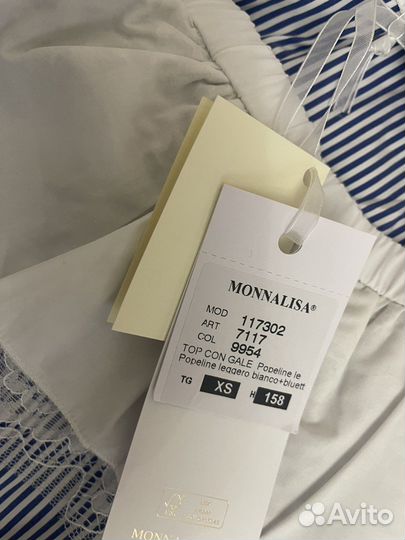 MONNALISA®
MOD 117302
ART 7117
COL 9954
TOP CON GALE Popeline le
Popeline leggero bianco+bluett
TG XS H 158
MONN
Avito